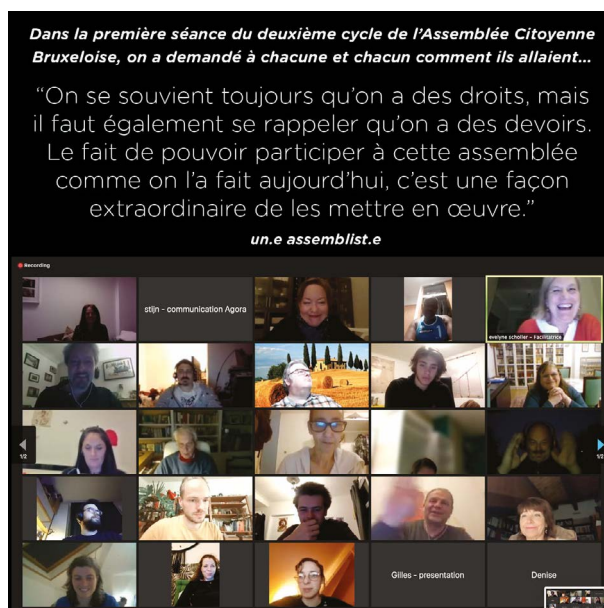 Dans la première séance du deuxième cycle de l'Assemblée Citoyenne
Bruxeloise, on a demandé à chacune et chacun comment ils allaient...
“On se souvient toujours qu'on a des droits, mais
il faut également se rappeler qu'on a des devoirs.
Le fait de pouvoir participer à cette assemblée
comme on l'a fait aujourd'hui, c'est une façon
extraordinaire de les mettre en œuvre.”
un.e assemblist.e
Recording
stijn - communication Agora
evelyne scholler - Facilitatrice
1/2
1/2
Gilles - presentation
Denise